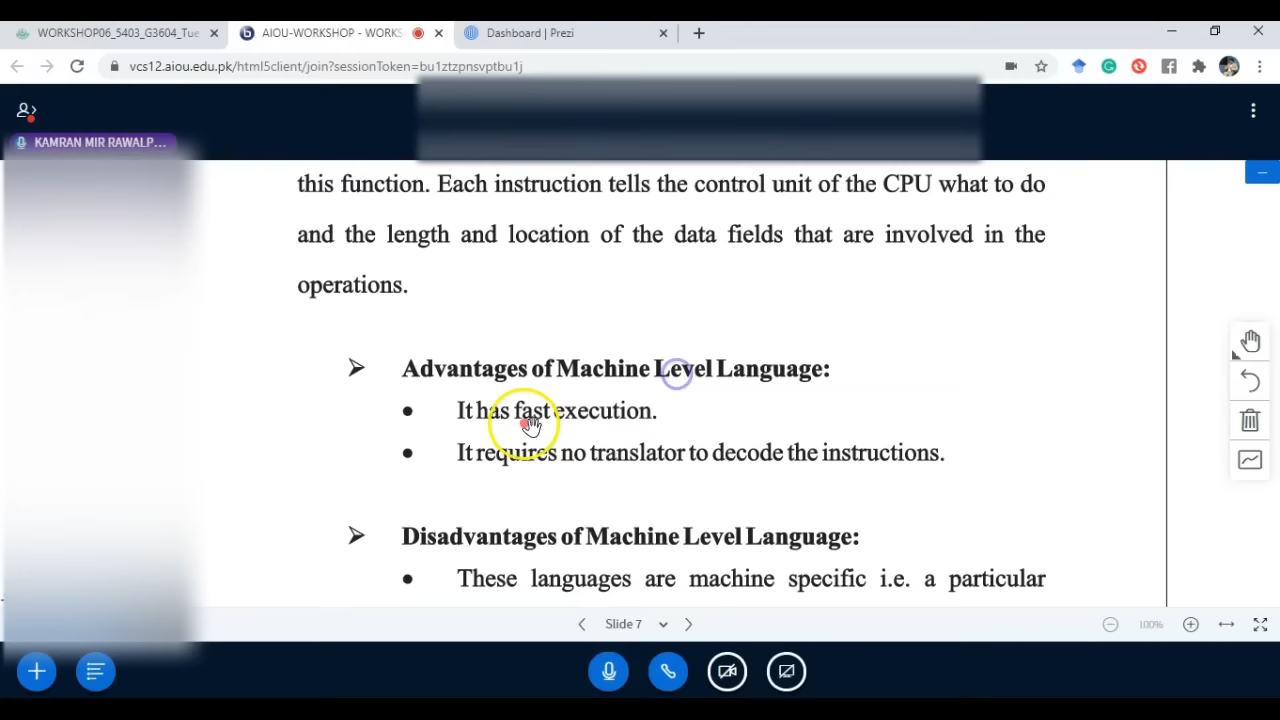 WORKSHOP06_5403_G3604_Tue
AIOU-WORKSHOP - WORKS
Dashboard | Prezi
vcs12.aiou.edu.pk/html5client/join?sessionToken=bu1ztzpnsvptbu1j
KAMRAN MIR RAWALP...
this function. Each instruction tells the control unit of the CPU what to do
and the length and location of the data fields that are involved in the
operations.
➢ Advantages of Machine Level Language:
• It has fast execution.
• It requires no translator to decode the instructions.
➢ Disadvantages of Machine Level Language:
• These languages are machine specific i.e. a particular
Slide 7
100%